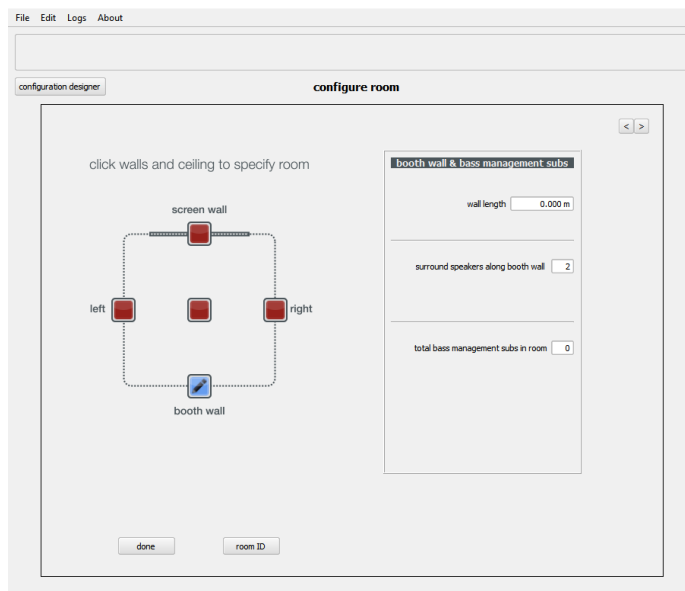 File Edit Logs About
configuration designer
configure room
< >
click walls and ceiling to specify room
booth wall & bass management subs
wall length 0.000 m
screen wall
surround speakers along booth wall 2
left right
total bass management subs in room 0
booth wall
done room ID